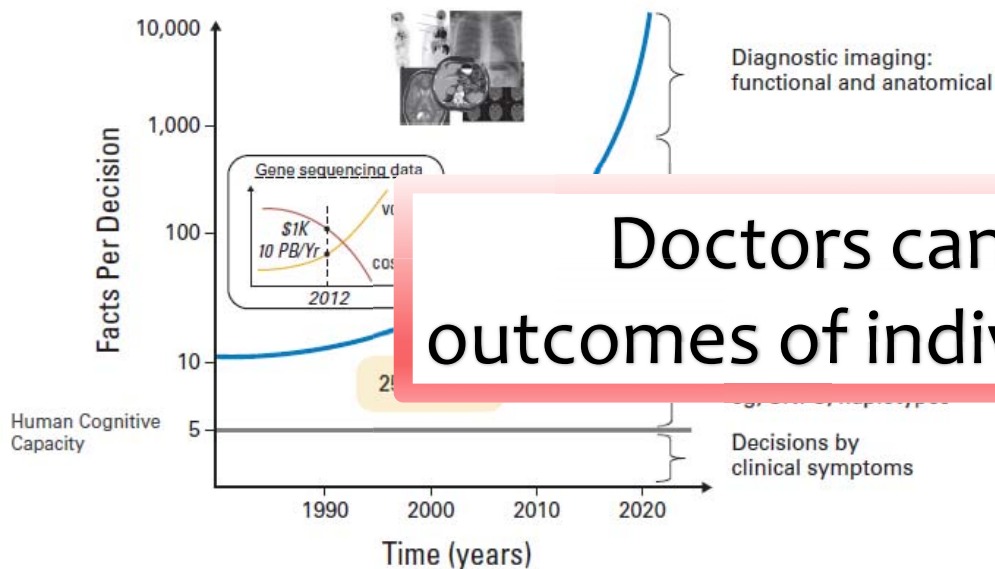 10,000
Diagnostic imaging:
functional and anatomical
1,000
Gene sequencing data
$1K
10 PB/Yr
2012
100
Doctors can
outcomes of
10
Human Cognitive
Capacity
5
Decisions by
clinical symptoms
1990 2000 2010 2020
Facts Per Decision
Time (years)